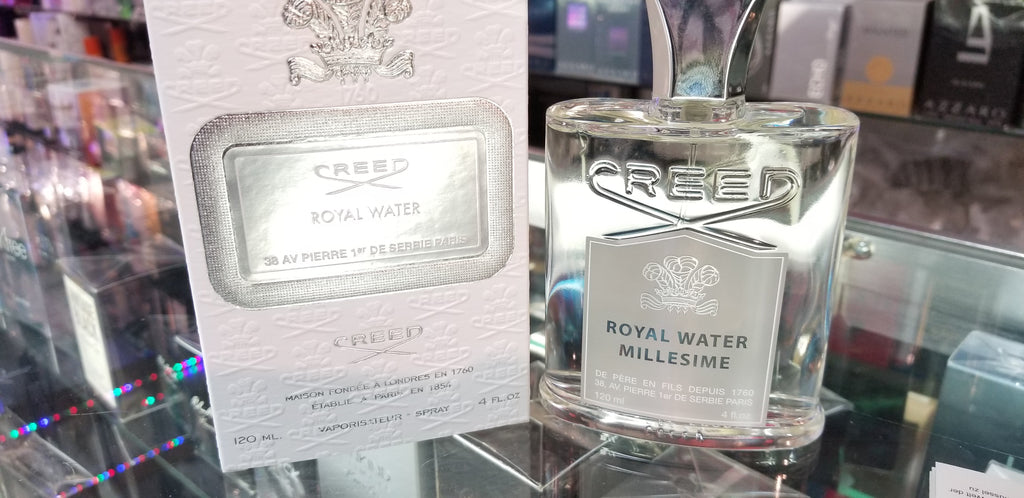 CREED
ROYAL WATER
38 AV PIERRE 1er DE SERBIE PARIS
CREED
MAISON FONDÉE À LONDRES EN 1760
ÉTABLIE À PARIS EN 1854
VAPORISATEUR - SPRAY
120 ML. 4 FL.OZ
CREED
ROYAL WATER
MILLESIME
DE PÈRE EN FILS DEPUIS 1760
38, AV. PIERRE 1er DE SERBIE PARIS
120 ml 4 fl.oz
AZZARO